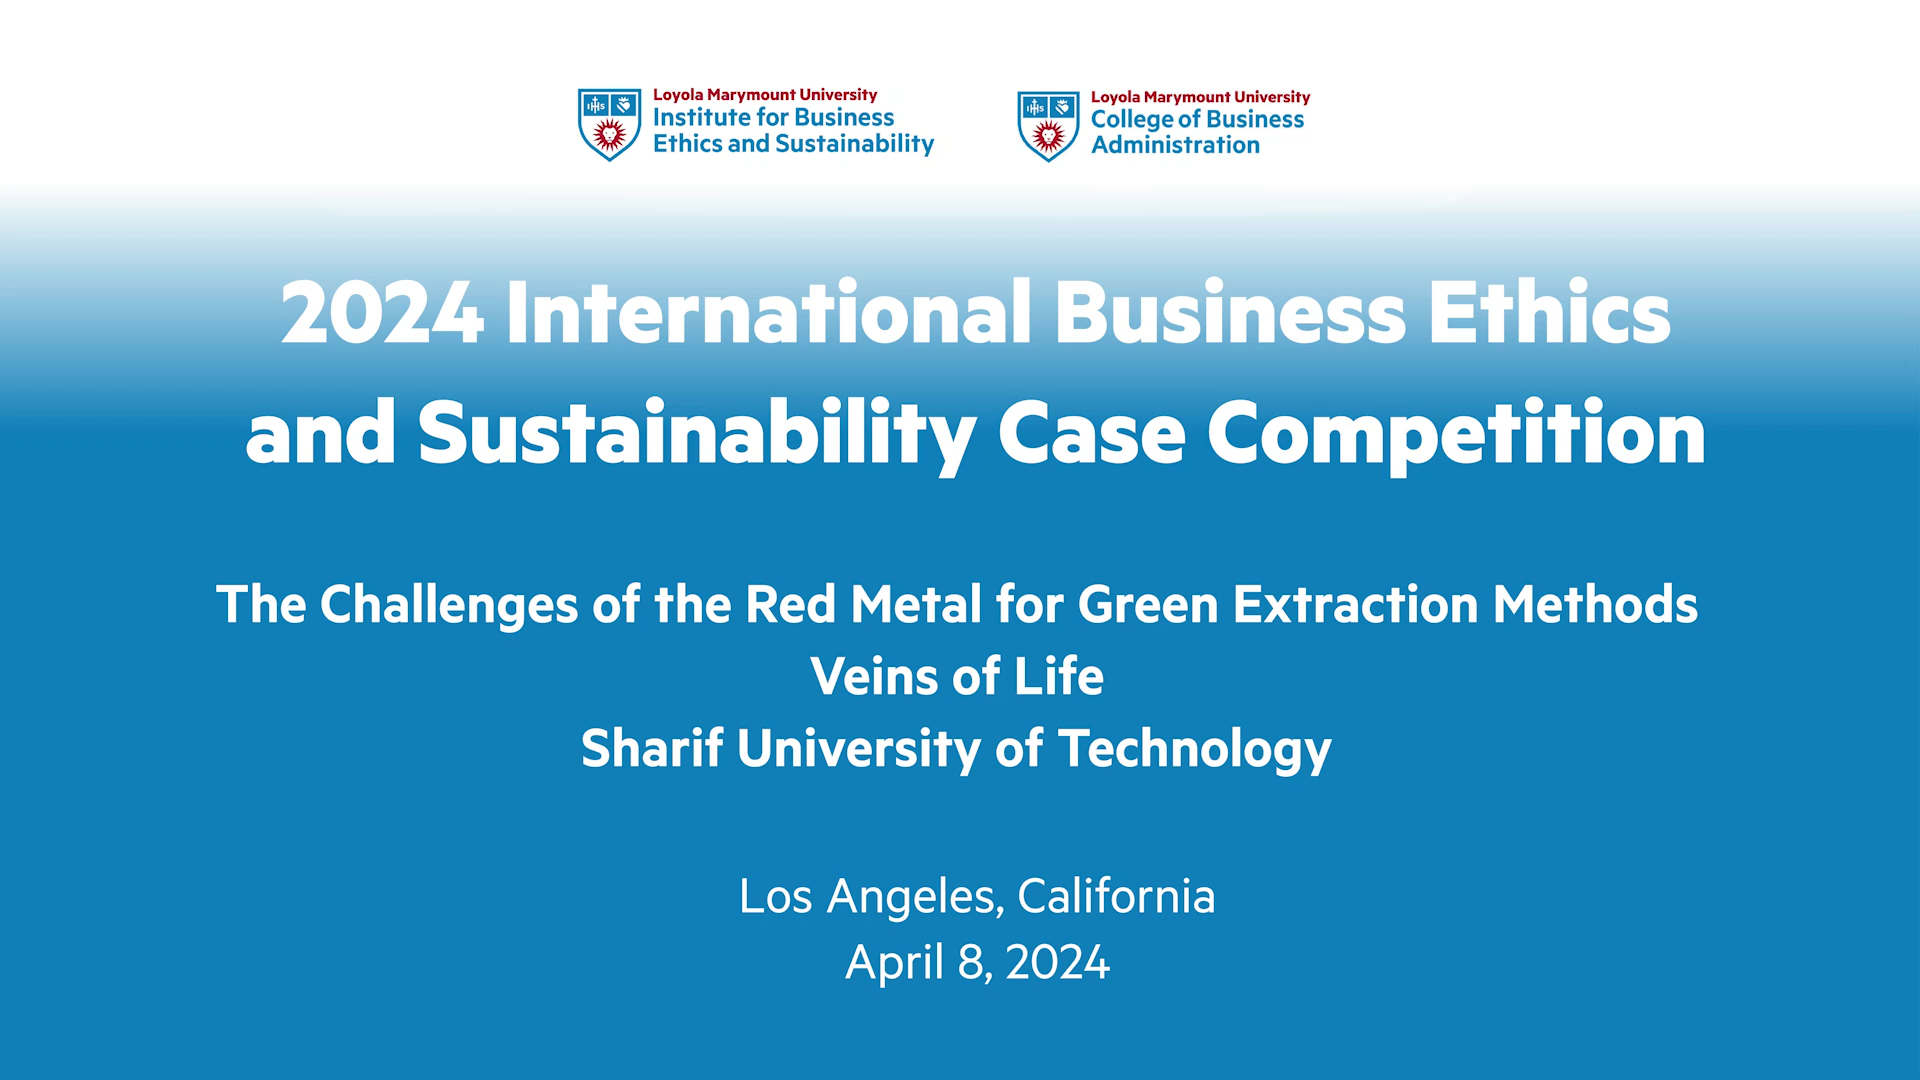 Loyola Marymount University
Institute for Business
Ethics and Sustainability
Loyola Marymount University
College of Business
Administration
2024 International Business Ethics
and Sustainability Case Competition
The Challenges of the Red Metal for Green Extraction Methods
Veins of Life
Sharif University of Technology
Los Angeles, California
April 8, 2024